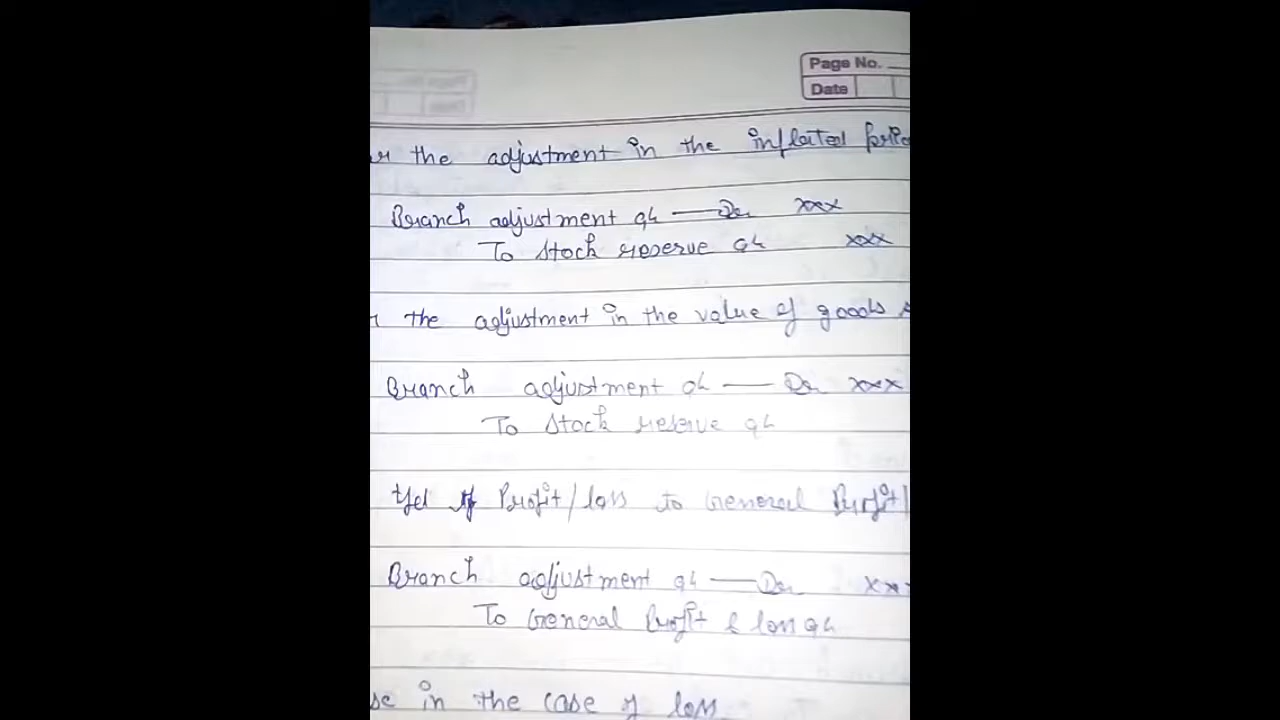 Page No.
Date
the adjustment in the inflated
Branch adjustment a/c — Dr xxx
To Stock reserve a/c xxx
the adjustment in the value of goods
Branch adjustment a/c — Dr xxx
To Stock reserve a/c
Profit/loss to General Profit/
Branch adjustment a/c — Dr xxx
To General Profit & loss a/c
in the case of loss